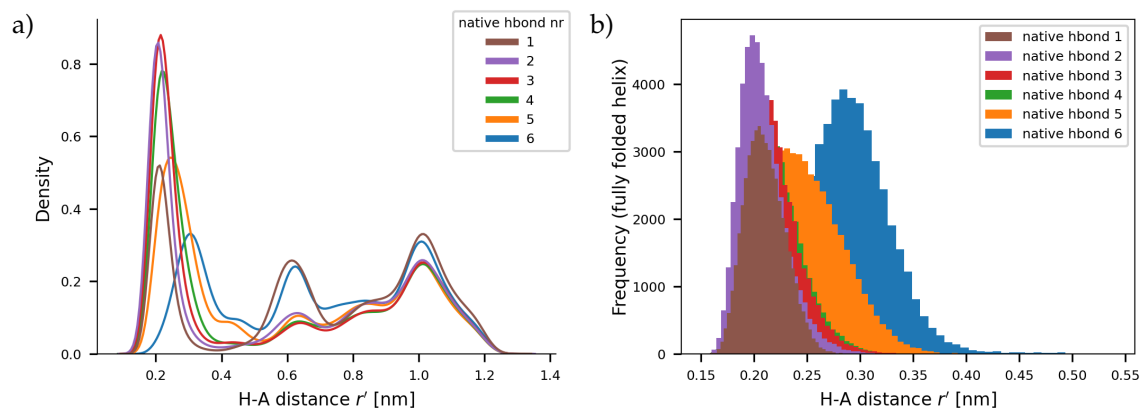 a)
native hbond nr
1
2
3
4
5
6
0.8
0.6
0.4
0.2
0.0
Density
0.2 0.4 0.6 0.8 1.0 1.2 1.4
H-A distance r′ [nm]
b)
native hbond 1
native hbond 2
native hbond 3
native hbond 4
native hbond 5
native hbond 6
4000
3000
2000
1000
0
Frequency (fully folded helix)
0.15 0.20 0.25 0.30 0.35 0.40 0.45 0.50 0.55
H-A distance r′ [nm]